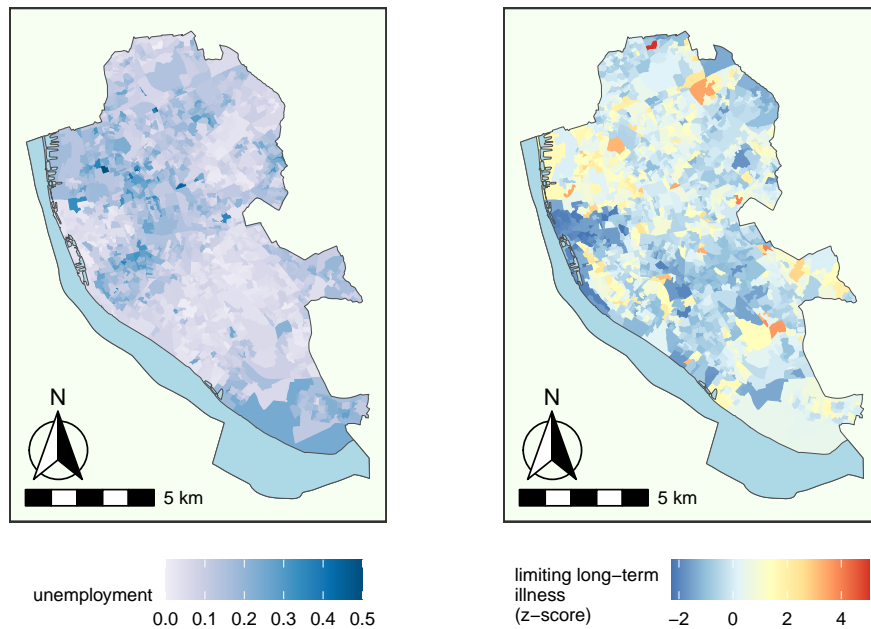 N
5 km
N
5 km
unemployment
0.0 0.1 0.2 0.3 0.4 0.5
limiting long−term
illness
(z−score)
−2 0 2 4